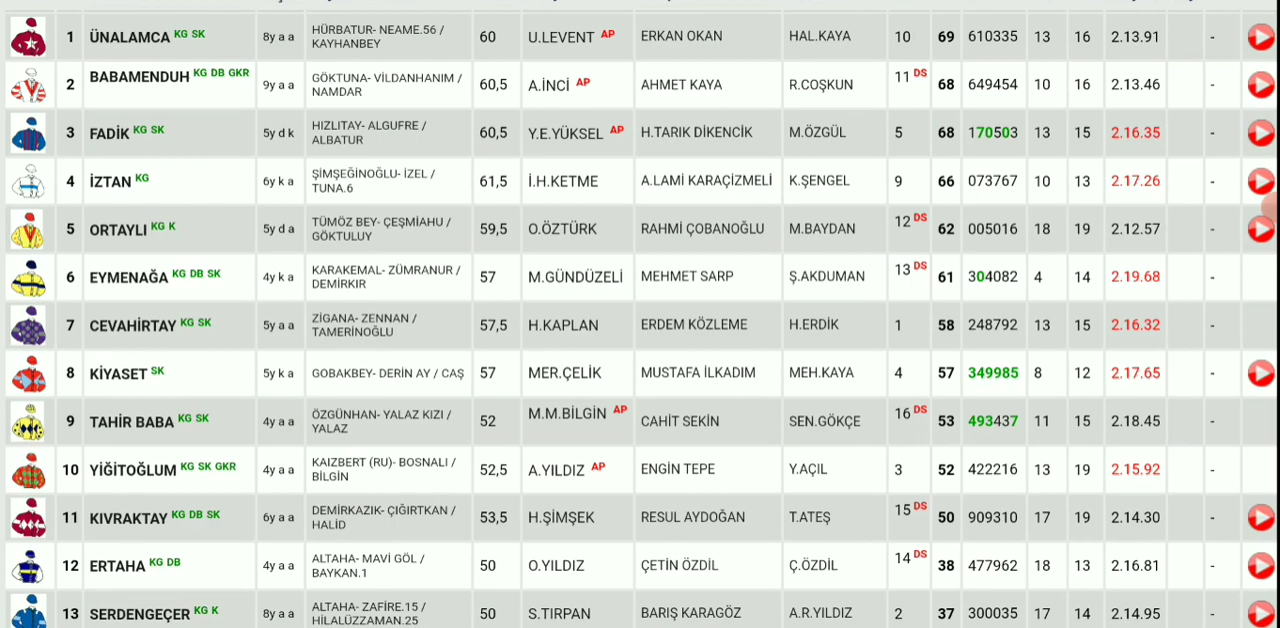 1 ÜNALAMCA KG SK 8y a a HÜRBATUR- NEAME.56 / KAYHANBEY 60 U.LEVENT AP ERKAN OKAN HAL.KAYA 10 69 610335 13 16 2.13.91 -
2 BABAMENDUH KG DB GKR 9y a a GÖKTUNA- VİLDANHANIM / NAMDAR 60,5 A.İNCİ AP AHMET KAYA R.COŞKUN 11 DS 68 649454 10 16 2.13.46 -
3 FADİK KG SK 5y d k HIZLITAY- ALGUFRE / ALBATUR 60,5 Y.E.YÜKSEL AP H.TARIK DİKENCİK M.ÖZGÜL 5 68 170503 13 15 2.16.35 -
4 İZTAN KG 6y k a ŞİMŞEĞİNOĞLU- İZEL / TUNA.6 61,5 İ.H.KETME A.LAMİ KARAÇİZMELİ K.ŞENGEL 9 66 073767 10 13 2.17.26 -
5 ORTAYLI KG K 5y d a TÜMÖZ BEY- ÇEŞMİAHU / GÖKTULUY 59,5 O.ÖZTÜRK RAHMİ ÇOBANOĞLU M.BAYDAN 12 DS 62 005016 18 19 2.12.57 -
6 EYMENAĞA KG DB SK 4y k a KARAKEMAL- ZÜMRANUR / DEMİRKIR 57 M.GÜNDÜZELİ MEHMET SARP Ş.AKDUMAN 13 DS 61 304082 4 14 2.19.68 -
7 CEVAHİRTAY KG SK 5y a a ZİGANA- ZENNAN / TAMERİNOĞLU 57,5 H.KAPLAN ERDEM KÖZLEME H.ERDİK 1 58 248792 13 15 2.16.32 -
8 KİYASET SK 5y k a GOBAKBEY- DERİN AY / CAŞ 57 MER.ÇELİK MUSTAFA İLKADIM MEH.KAYA 4 57 349985 8 12 2.17.65 -
9 TAHİR BABA KG SK 4y a a ÖZGÜNHAN- YALAZ KIZI / YALAZ 52 M.M.BİLGİN AP CAHİT SEKİN SEN.GÖKÇE 16 DS 53 493437 11 15 2.18.45 -
10 YİĞİTOĞLUM KG SK GKR 4y a a KAIZBERT (RU)- BOSNALI / BİLGİN 52,5 A.YILDIZ AP ENGİN TEPE Y.AÇIL 3 52 422216 13 19 2.15.92 -
11 KIVRAKTAY KG DB SK 6y a a DEMİRKAZIK- ÇIĞIRTKAN / HALİD 53,5 H.ŞİMŞEK RESUL AYDOĞAN T.ATEŞ 15 DS 50 909310 17 19 2.14.30 -
12 ERTAHA KG DB 4y a a ALTAHA- MAVİ GÖL / BAYKAN.1 50 O.YILDIZ ÇETİN ÖZDİL Ç.ÖZDİL 14 DS 38 477962 18 13 2.16.81 -
13 SERDENGEÇER KG K 8y a a ALTAHA- ZAFİRE.15 / HİLALÜZZAMAN.25 50 S.TIRPAN BARIŞ KARAGÖZ A.R.YILDIZ 2 37 300035 17 14 2.14.95 -